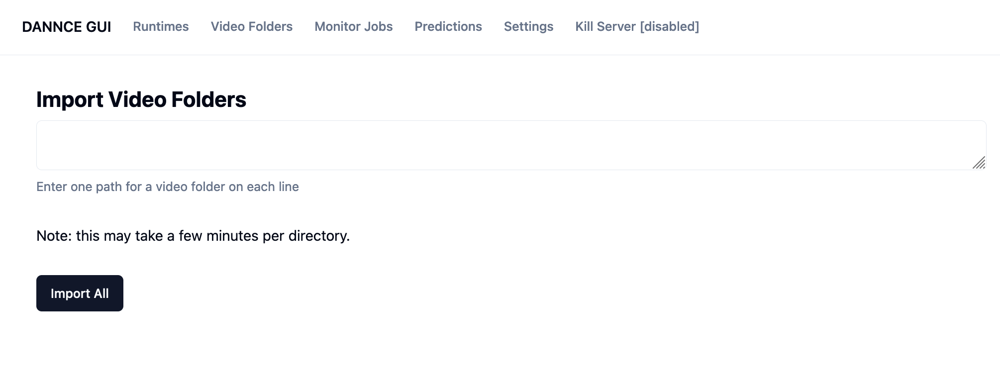 DANNCE GUI Runtimes Video Folders Monitor Jobs Predictions Settings Kill Server [disabled]
Import Video Folders
Enter one path for a video folder on each line
Note: this may take a few minutes per directory.
Import All